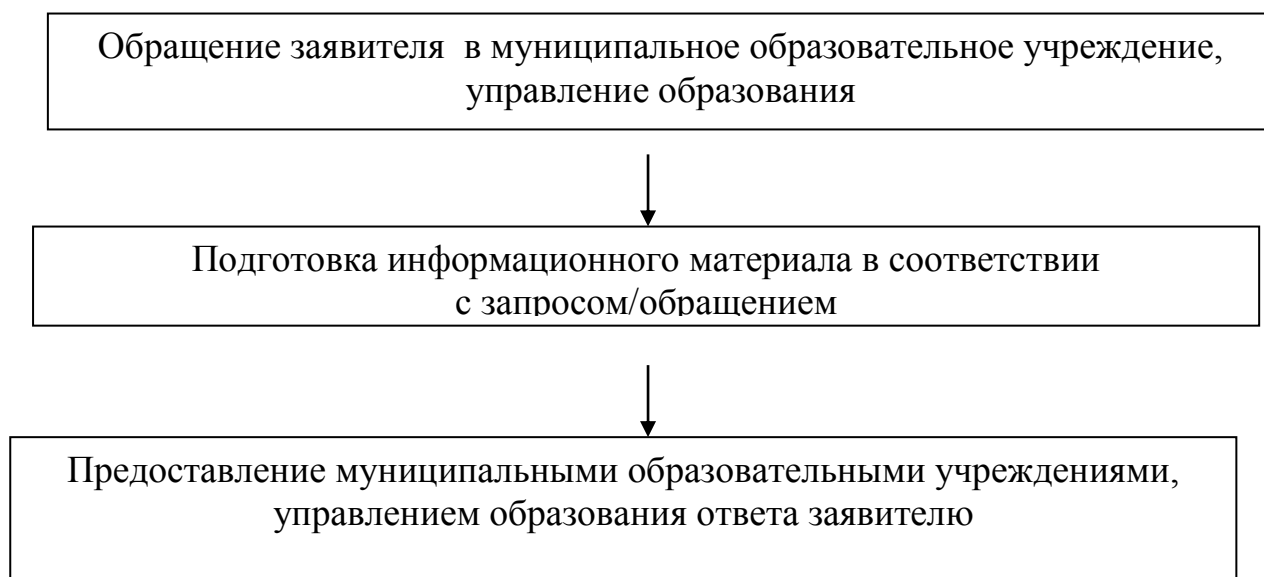 Обращение заявителя  в муниципальное образовательное учреждение,
управление образования
Подготовка информационного материала в соответствии
с запросом/обращением
Предоставление муниципальными образовательными учреждениями,
управлением образования ответа заявителю